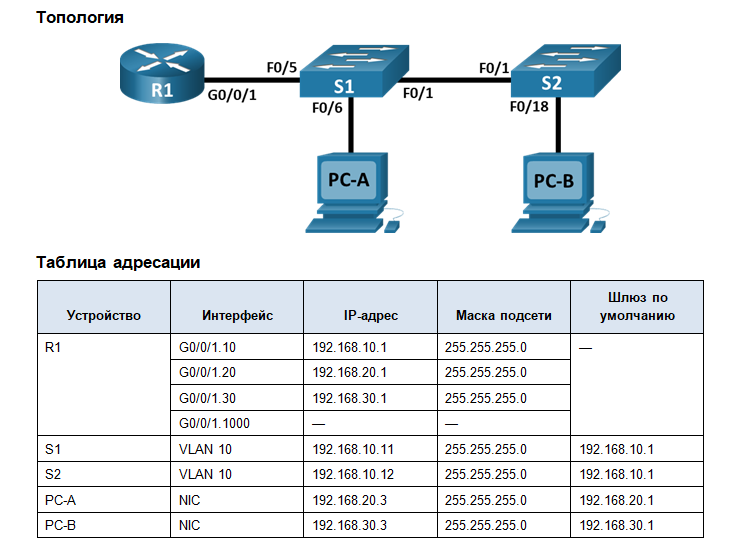 Топология
F0/5
F0/1
R1
G0/0/1
S1
F0/1
S2
F0/6
F0/18
PC-A
PC-B
Таблица адресации
Устройство Интерфейс IP-адрес Маска подсети Шлюз по умолчанию
R1 G0/0/1.10 192.168.10.1 255.255.255.0 —
G0/0/1.20 192.168.20.1 255.255.255.0
G0/0/1.30 192.168.30.1 255.255.255.0
G0/0/1.1000 — —
S1 VLAN 10 192.168.10.11 255.255.255.0 192.168.10.1
S2 VLAN 10 192.168.10.12 255.255.255.0 192.168.10.1
PC-A NIC 192.168.20.3 255.255.255.0 192.168.20.1
PC-B NIC 192.168.30.3 255.255.255.0 192.168.30.1